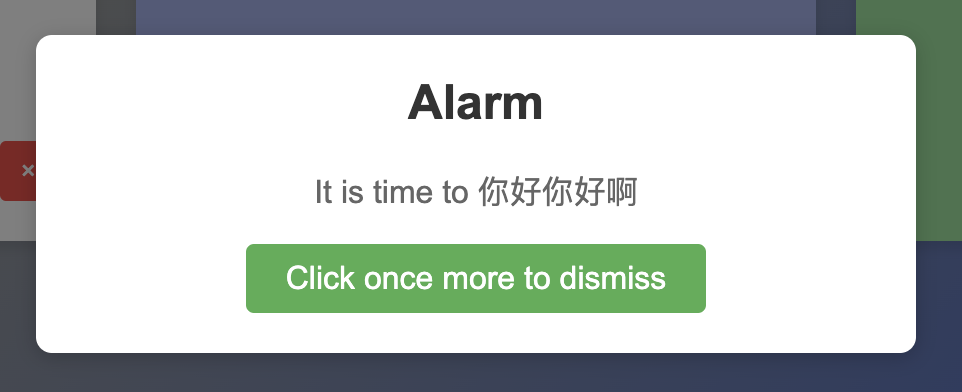 Alarm
It is time to 你好你好啊
Click once more to dismiss
×